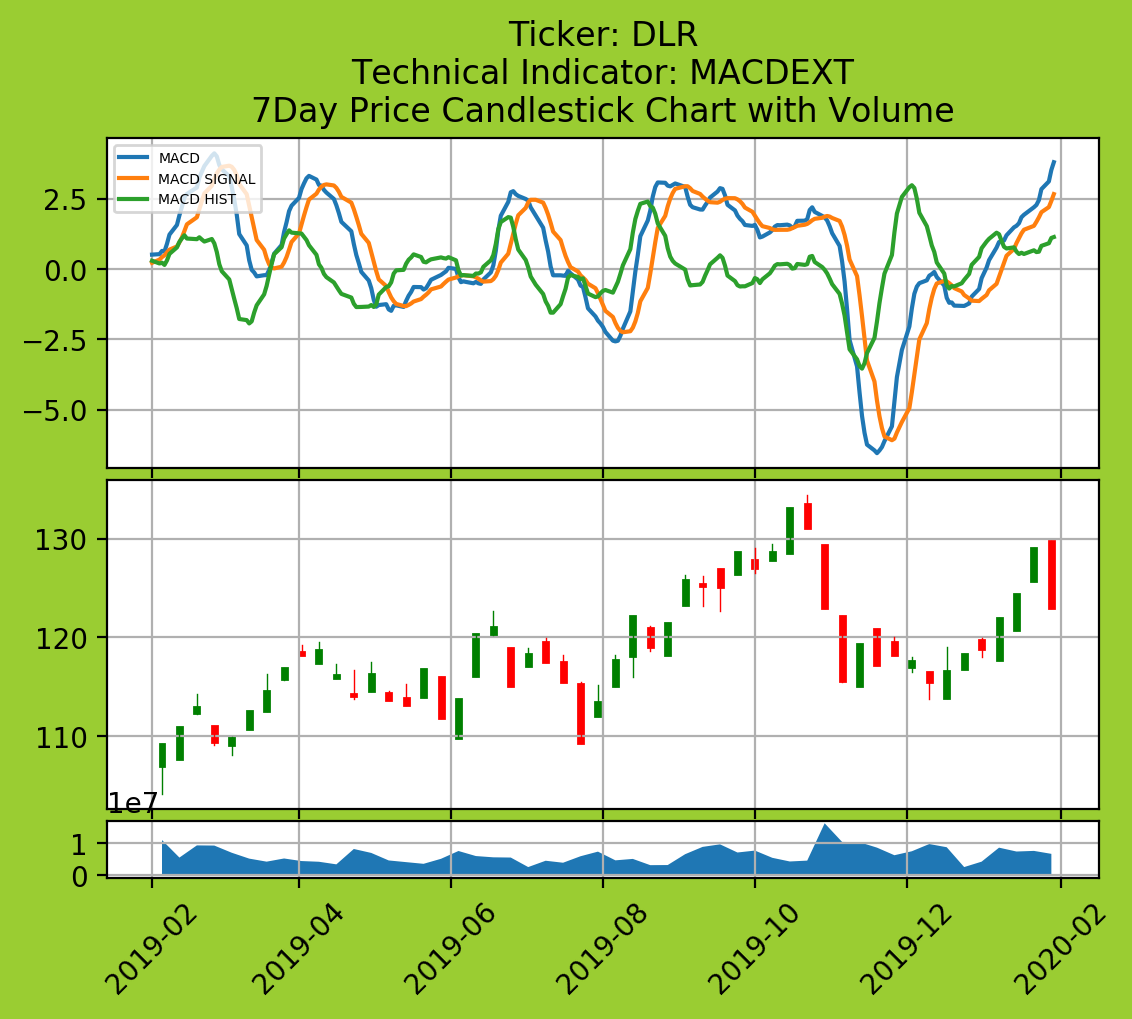 Ticker: DLR
Technical Indicator: MACDEXT
7Day Price Candlestick Chart with Volume
MACD
MACD SIGNAL
MACD HIST
2.5
0.0
−2.5
−5.0
130
120
110
1e7
1
0
2019-02
2019-04
2019-06
2019-08
2019-10
2019-12
2020-02